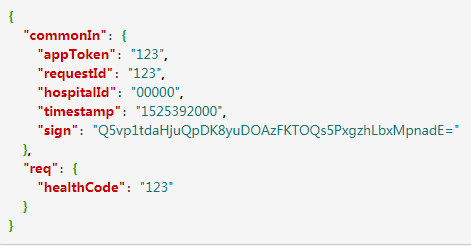 {
"commonIn": {
"appToken": "123",
"requestId": "123",
"hospitalId": "00000",
"timestamp": "1525392000",
"sign": "Q5vp1tdaHjuQpDK8yuDOAzFKTOQs5PxgzhLbxMpnadE="
},
"req": {
"healthCode": "123"
}
}